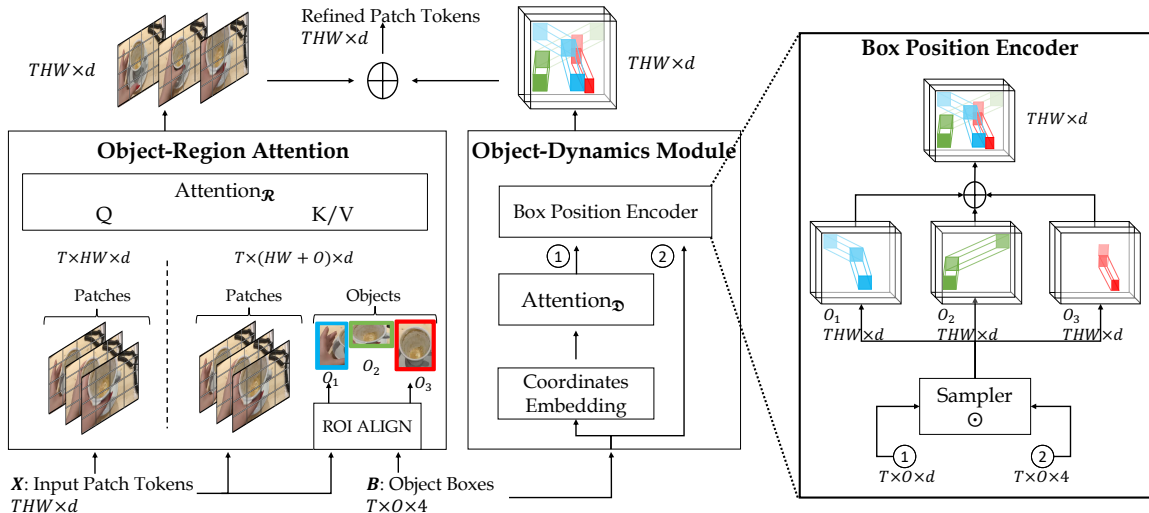 Refined Patch Tokens
THW×d
THW×d
THW×d
Object-Region Attention
Attention𝓡
Q K/V
T×HW×d
T×(HW + O)×d
Patches
Patches
Objects
O₁
O₂
O₃
ROI ALIGN
X: Input Patch Tokens
THW×d
B: Object Boxes
T×O×4
Object-Dynamics Module
Box Position Encoder
1
2
Attention𝔇
Coordinates
Embedding
Box Position Encoder
THW×d
O₁
THW×d
O₂
THW×d
O₃
THW×d
Sampler
⊙
1
T×O×d
2
T×O×4